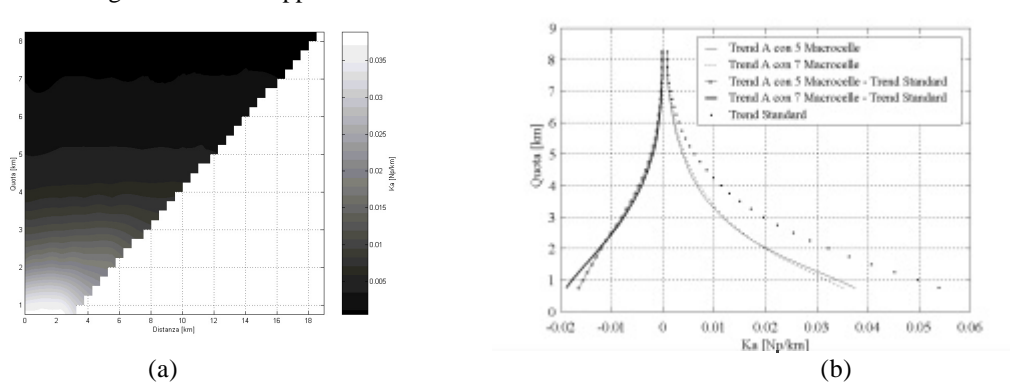 8
7
6
5
4
3
2
1
Quota [km]
0 2 4 6 8 10 12 14 16 18
Distanza [km]
0.035
0.03
0.025
0.02
0.015
0.01
0.005
Ka [Np/km]
(a)
9
8
7
6
5
4
3
2
1
0
Quota [km]
Trend A con 5 Macrocelle
Trend A con 7 Macrocelle
Trend A con 5 Macrocelle - Trend Standard
Trend A con 7 Macrocelle - Trend Standard
Trend Standard
-0.02 -0.01 0 0.01 0.02 0.03 0.04 0.05 0.06
Ka [Np/km]
(b)